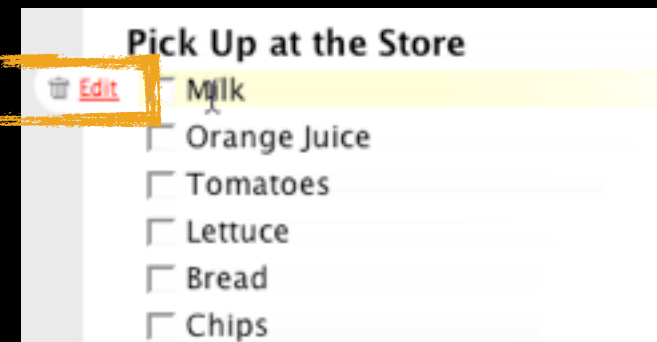 Pick Up at the Store
Edit Milk
Orange Juice
Tomatoes
Lettuce
Bread
Chips